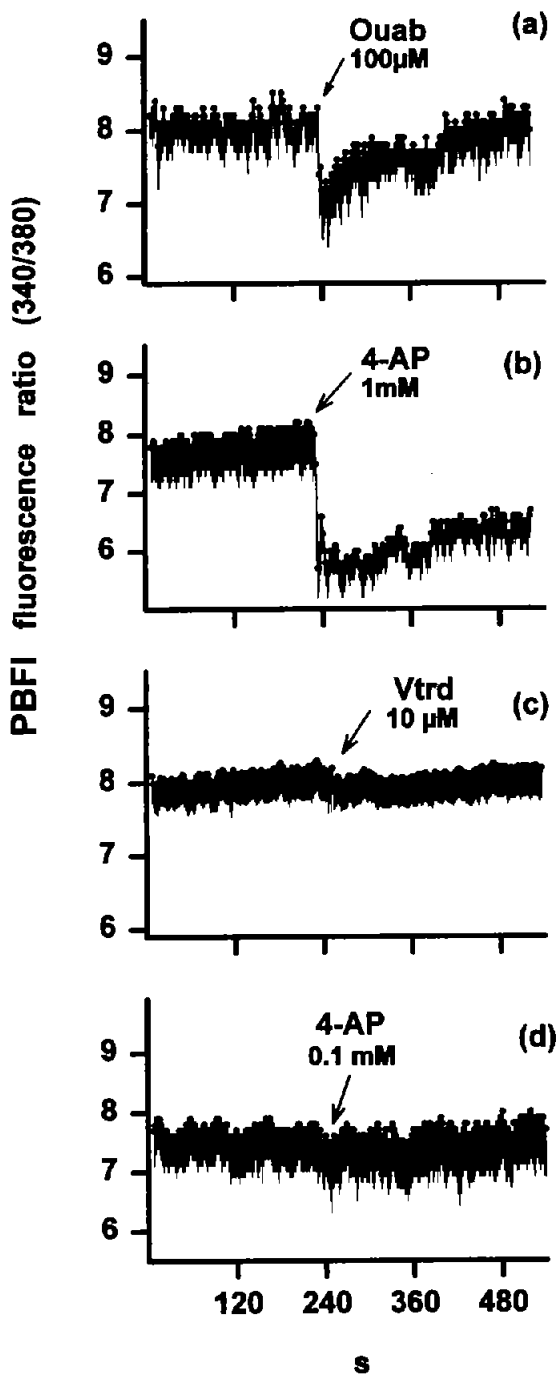 PBFI fluorescence ratio (340/380)
(a)
Ouab
100µM
9
8
7
6
(b)
4-AP
1mM
9
8
7
6
(c)
Vtrd
10 µM
9
8
7
6
(d)
4-AP
0.1 mM
9
8
7
6
120 240 360 480
s